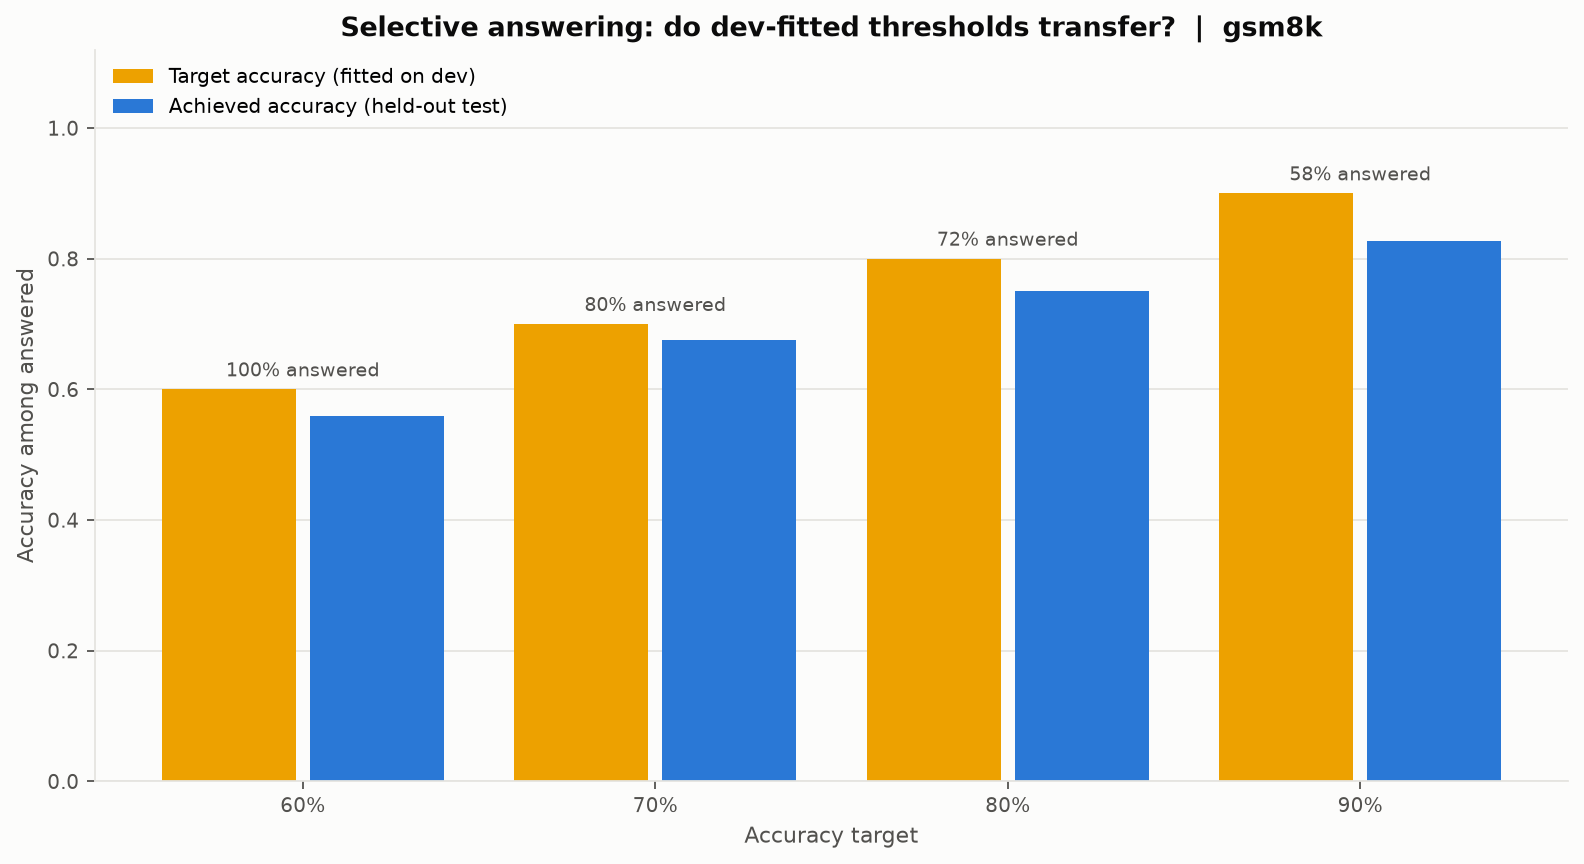 Selective answering: do dev-fitted thresholds transfer?  |  gsm8k
Target accuracy (fitted on dev)
Achieved accuracy (held-out test)
Accuracy among answered
1.0
0.8
0.6
0.4
0.2
0.0
100% answered
80% answered
72% answered
58% answered
60%
70%
80%
90%
Accuracy target